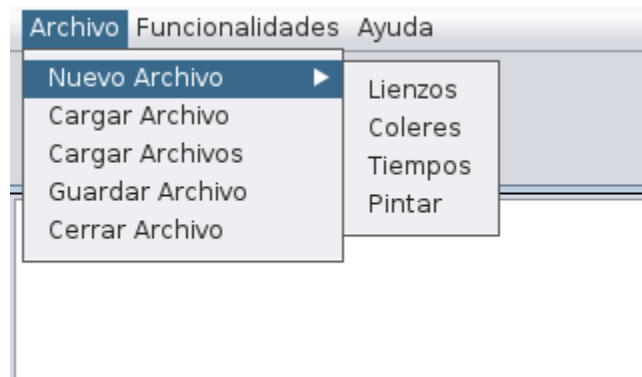 Archivo Funcionalidades Ayuda
Nuevo Archivo
Cargar Archivo
Cargar Archivos
Guardar Archivo
Cerrar Archivo
Lienzos
Coleres
Tiempos
Pintar